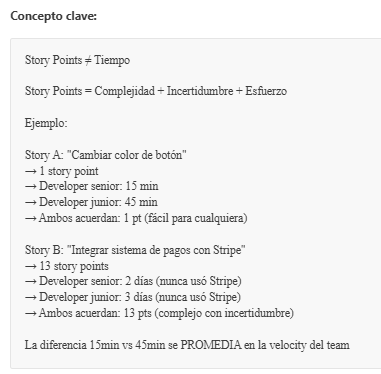 Concepto clave:
Story Points ≠ Tiempo
Story Points = Complejidad + Incertidumbre + Esfuerzo
Ejemplo:
Story A: "Cambiar color de botón"
→ 1 story point
→ Developer senior: 15 min
→ Developer junior: 45 min
→ Ambos acuerdan: 1 pt (fácil para cualquiera)
Story B: "Integrar sistema de pagos con Stripe"
→ 13 story points
→ Developer senior: 2 días (nunca usó Stripe)
→ Developer junior: 3 días (nunca usó Stripe)
→ Ambos acuerdan: 13 pts (complejo con incertidumbre)
La diferencia 15min vs 45min se PROMEDIA en la velocity del team